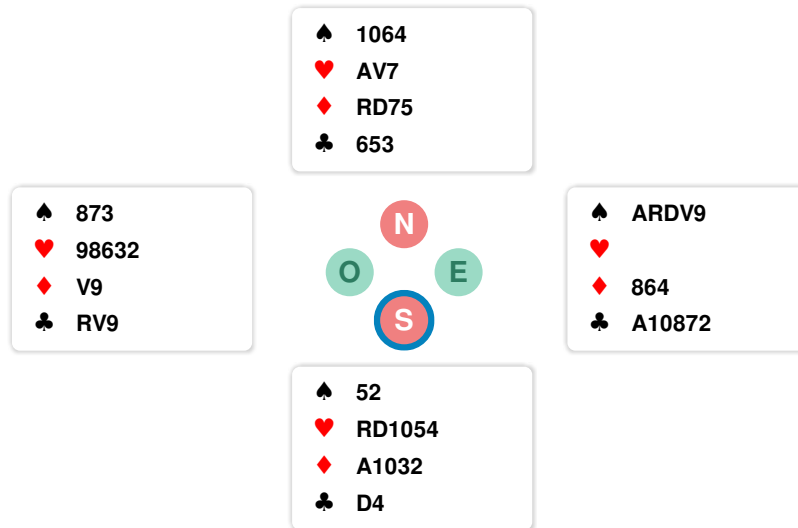 ♠ 1064
♥ AV7
♦ RD75
♣ 653
♠ 873
♥ 98632
♦ V9
♣ RV9
N
O E
S
♠ ARDV9
♥
♦ 864
♣ A10872
♠ 52
♥ RD1054
♦ A1032
♣ D4